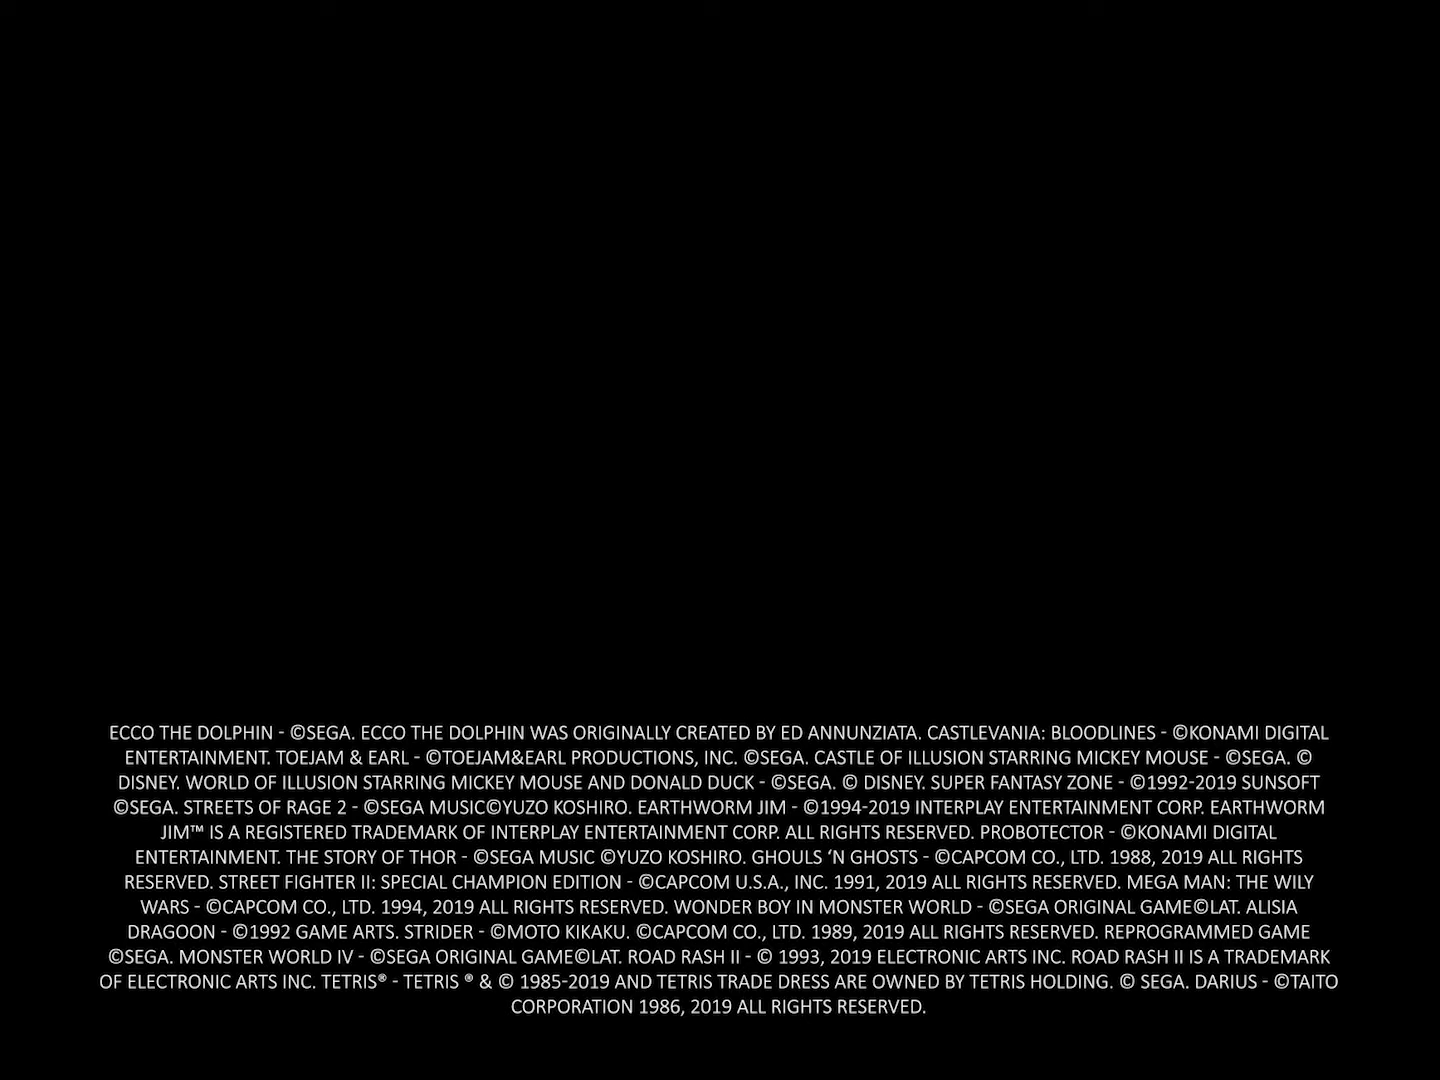 ECCO THE DOLPHIN - ©SEGA. ECCO THE DOLPHIN WAS ORIGINALLY CREATED BY ED ANNUNZIATA. CASTLEVANIA: BLOODLINES - ©KONAMI DIGITAL
ENTERTAINMENT. TOEJAM & EARL - ©TOEJAM&EARL PRODUCTIONS, INC. ©SEGA. CASTLE OF ILLUSION STARRING MICKEY MOUSE - ©SEGA. ©
DISNEY. WORLD OF ILLUSION STARRING MICKEY MOUSE AND DONALD DUCK - ©SEGA. © DISNEY. SUPER FANTASY ZONE - ©1992-2019 SUNSOFT
©SEGA. STREETS OF RAGE 2 - ©SEGA MUSIC©YUZO KOSHIRO. EARTHWORM JIM - ©1994-2019 INTERPLAY ENTERTAINMENT CORP. EARTHWORM
JIM™ IS A REGISTERED TRADEMARK OF INTERPLAY ENTERTAINMENT CORP. ALL RIGHTS RESERVED. PROBOTECTOR - ©KONAMI DIGITAL
ENTERTAINMENT. THE STORY OF THOR - ©SEGA MUSIC ©YUZO KOSHIRO. GHOULS ‘N GHOSTS - ©CAPCOM CO., LTD. 1988, 2019 ALL RIGHTS
RESERVED. STREET FIGHTER II: SPECIAL CHAMPION EDITION - ©CAPCOM U.S.A., INC. 1991, 2019 ALL RIGHTS RESERVED. MEGA MAN: THE WILY
WARS - ©CAPCOM CO., LTD. 1994, 2019 ALL RIGHTS RESERVED. WONDER BOY IN MONSTER WORLD - ©SEGA ORIGINAL GAME©LAT. ALISIA
DRAGOON - ©1992 GAME ARTS. STRIDER - ©MOTO KIKAKU. ©CAPCOM CO., LTD. 1989, 2019 ALL RIGHTS RESERVED. REPROGRAMMED GAME
©SEGA. MONSTER WORLD IV - ©SEGA ORIGINAL GAME©LAT. ROAD RASH II - © 1993, 2019 ELECTRONIC ARTS INC. ROAD RASH II IS A TRADEMARK
OF ELECTRONIC ARTS INC. TETRIS® - TETRIS ® & © 1985-2019 AND TETRIS TRADE DRESS ARE OWNED BY TETRIS HOLDING. © SEGA. DARIUS - ©TAITO
CORPORATION 1986, 2019 ALL RIGHTS RESERVED.